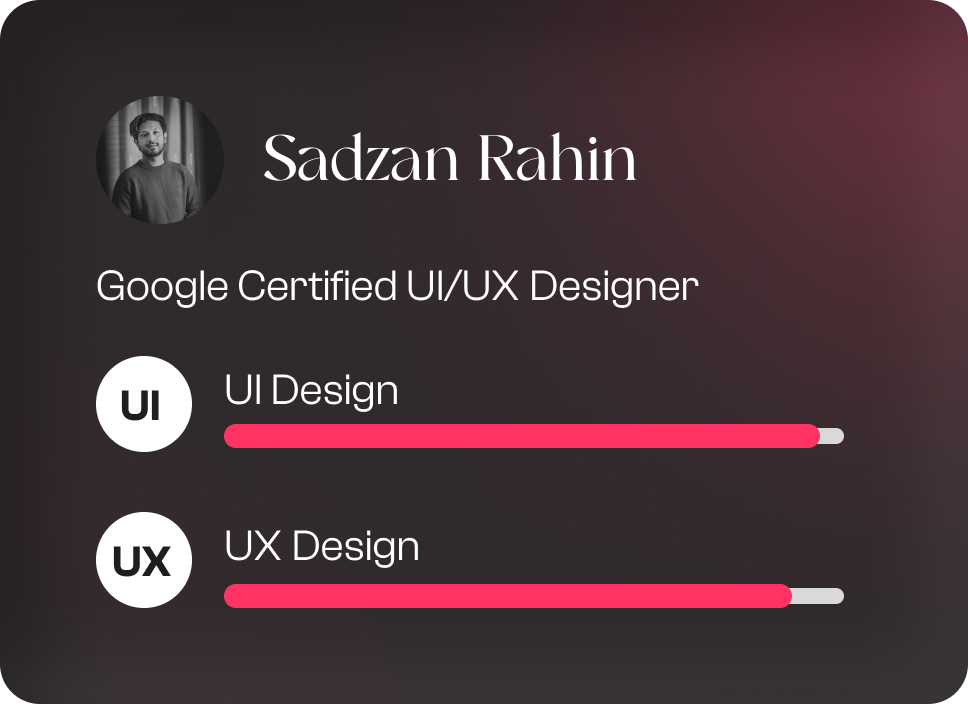 Sadzan Rahin
Google Certified UI/UX Designer
UI
UI Design
UX
UX Design